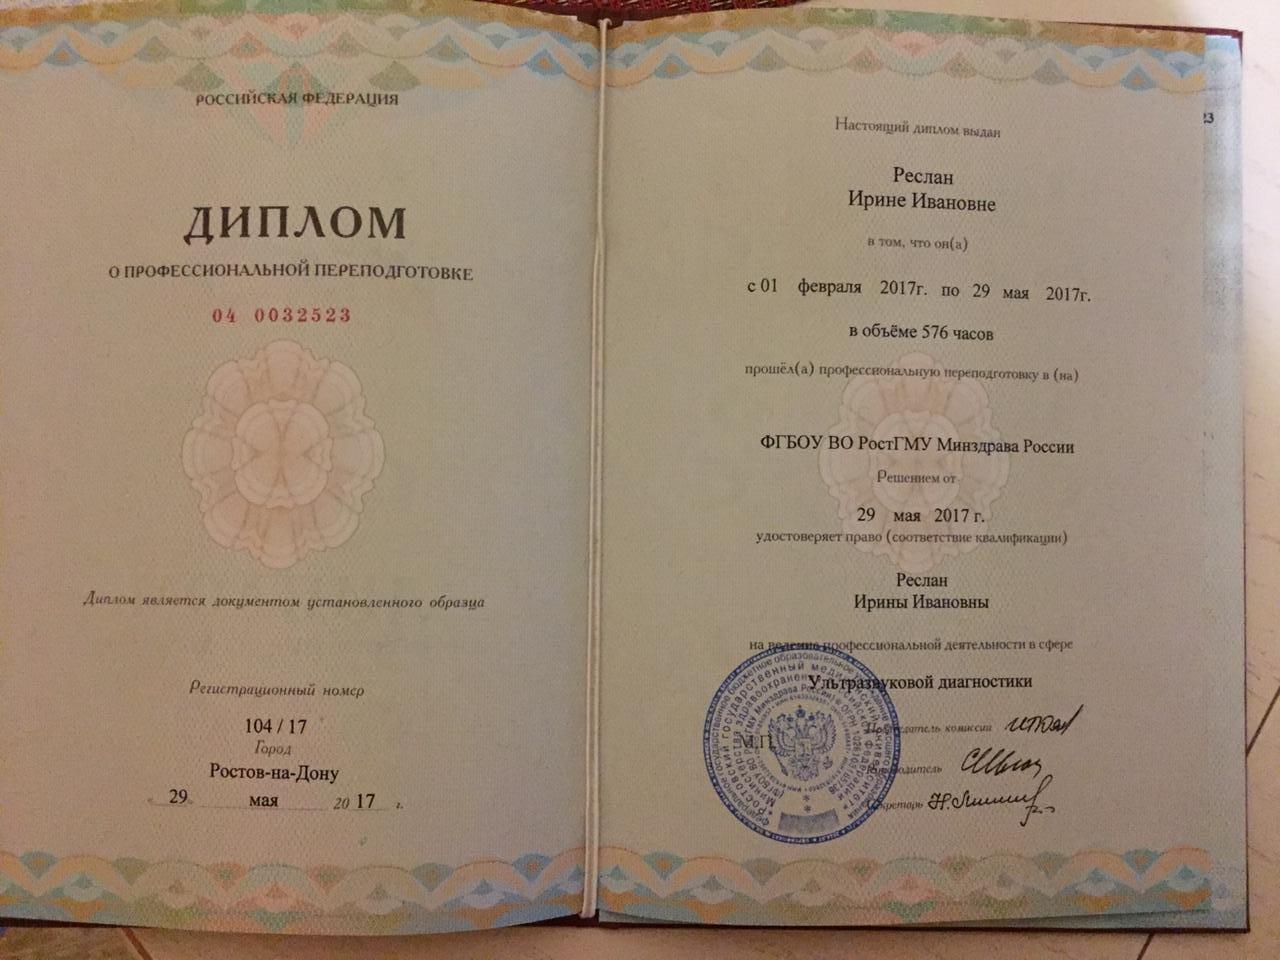 РОССИЙСКАЯ ФЕДЕРАЦИЯ
ДИПЛОМ
О ПРОФЕССИОНАЛЬНОЙ ПЕРЕПОДГОТОВКЕ
04 0032523
Диплом является документом установленного образца
Регистрационный номер
104 / 17
Город
Ростов-на-Дону
29 мая 2017 г.
23
Настоящий диплом выдан
Реслан
Ирине Ивановне
в том, что он(а)
с 01 февраля 2017г. по 29 мая 2017г.
в объёме 576 часов
прошёл(а) профессиональную переподготовку в (на)
ФГБОУ ВО РостГМУ Минздрава России
Решением от
29 мая 2017 г.
удостоверяет право (соответствие квалификации)
Реслан
Ирины Ивановны
на ведение профессиональной деятельности в сфере
Ультразвуковой диагностики
Председатель комиссии
М.П.
Руководитель
Секретарь